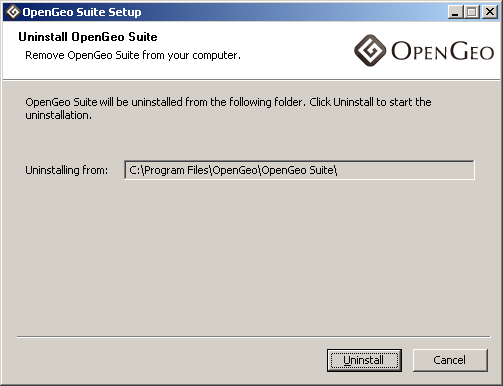 OpenGeo Suite Setup
Uninstall OpenGeo Suite
Remove OpenGeo Suite from your computer.
OPENGEO
OpenGeo Suite will be uninstalled from the following folder. Click Uninstall to start the
uninstallation.
Uninstalling from: C:\Program Files\OpenGeo\OpenGeo Suite\
Uninstall Cancel